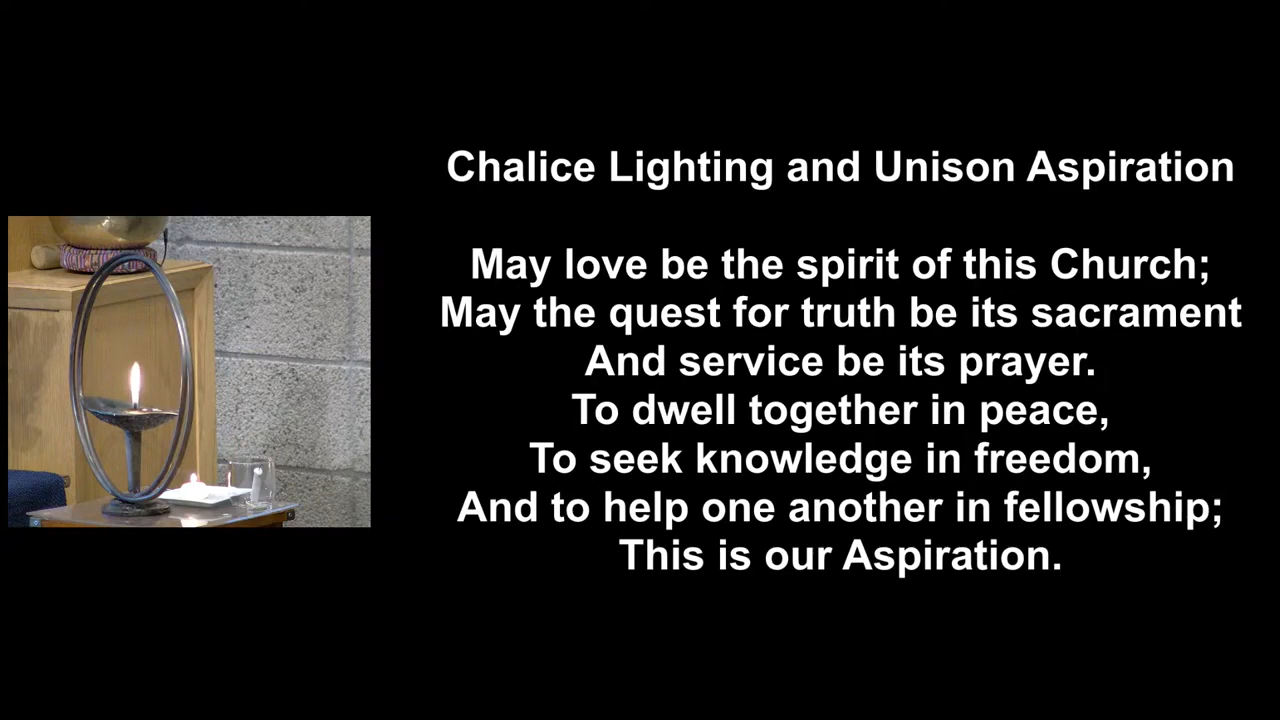 Chalice Lighting and Unison Aspiration
May love be the spirit of this Church;
May the quest for truth be its sacrament
And service be its prayer.
To dwell together in peace,
To seek knowledge in freedom,
And to help one another in fellowship;
This is our Aspiration.